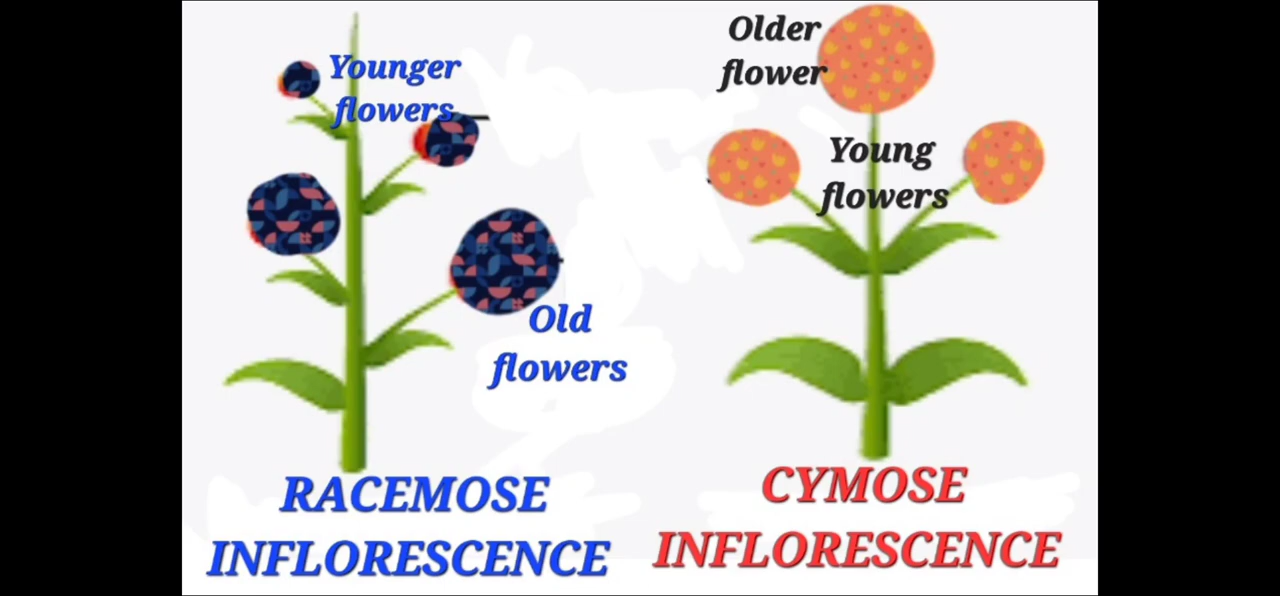 Younger
flowers
Old
flowers
RACEMOSE
INFLORESCENCE
Older
flower
Young
flowers
CYMOSE
INFLORESCENCE